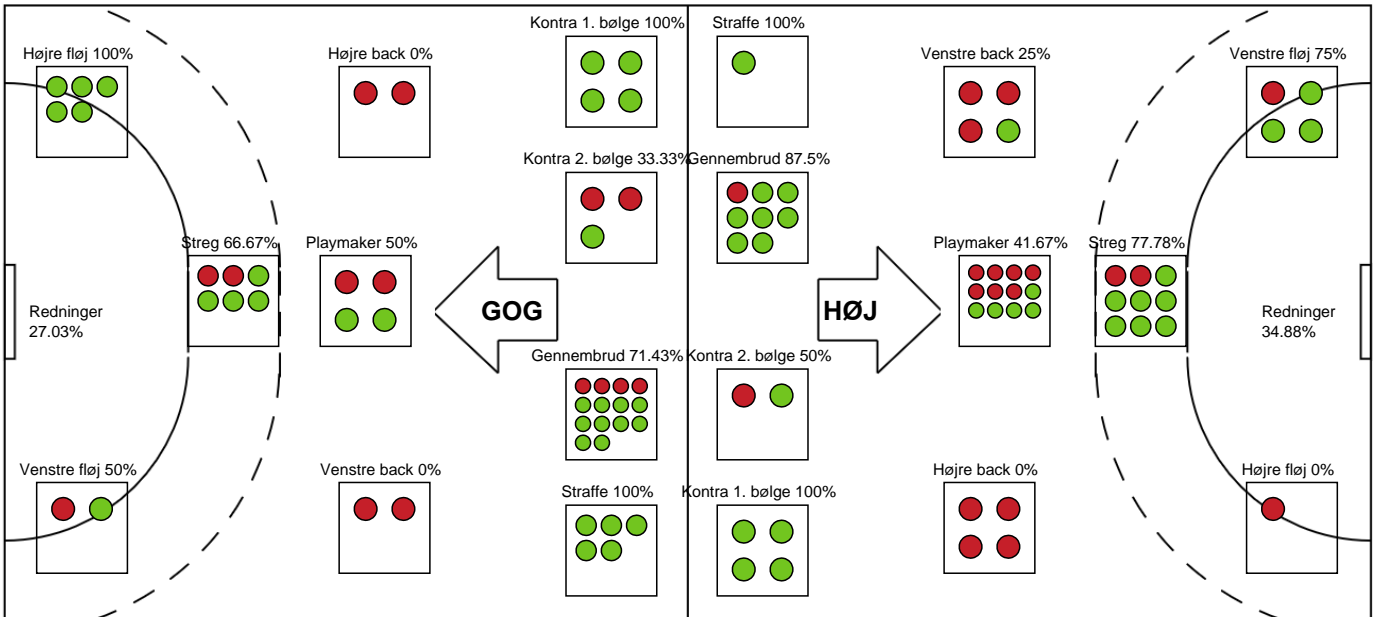 Kontra 1. bølge 100%
Straffe 100%
Højre fløj 100%
Højre back 0%
Venstre back 25%
Venstre fløj 75%
Kontra 2. bølge 33.33%
Gennembrud 87.5%
Streg 66.67%
Playmaker 50%
Playmaker 41.67%
Streg 77.78%
Redninger
27.03%
GOG
HØJ
Redninger
34.88%
Gennembrud 71.43%
Kontra 2. bølge 50%
Venstre fløj 50%
Venstre back 0%
Højre back 0%
Højre fløj 0%
Straffe 100%
Kontra 1. bølge 100%